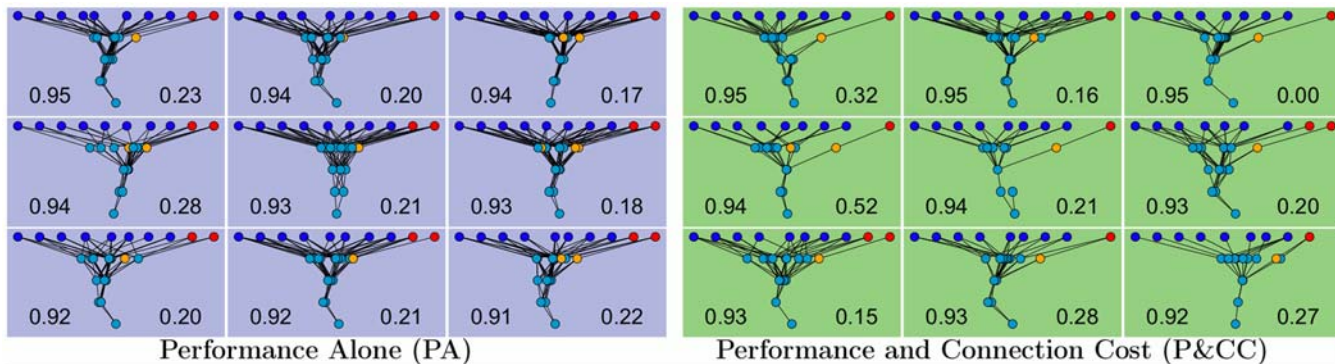 0.95 0.23 0.94 0.20 0.94 0.17 0.95 0.32 0.95 0.16 0.95 0.00
0.94 0.28 0.93 0.21 0.93 0.18 0.94 0.52 0.94 0.21 0.93 0.20
0.92 0.20 0.92 0.21 0.91 0.22 0.93 0.15 0.93 0.28 0.92 0.27
Performance Alone (PA) Performance and Connection Cost (P&CC)